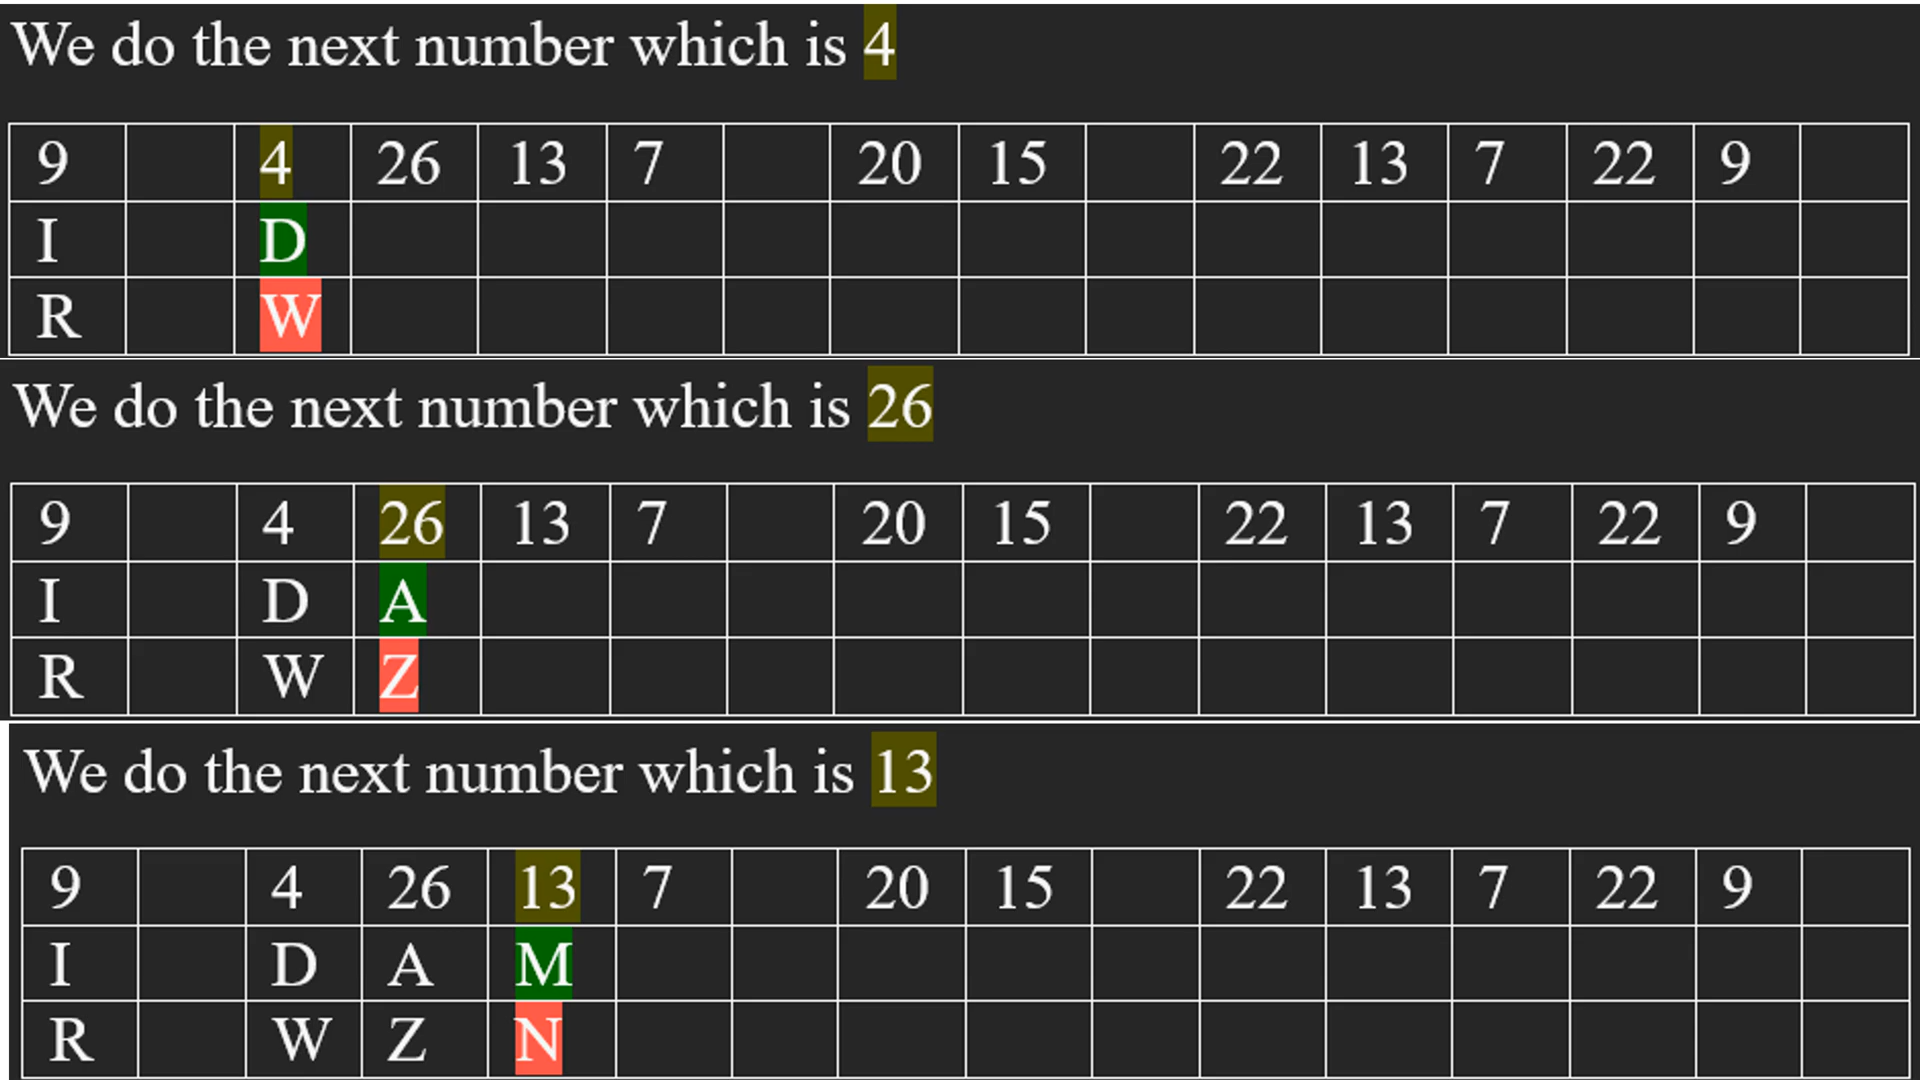 We do the next number which is 4
9 4 26 13 7 20 15 22 13 7 22 9
I D
R W
We do the next number which is 26
9 4 26 13 7 20 15 22 13 7 22 9
I D A
R W Z
We do the next number which is 13
9 4 26 13 7 20 15 22 13 7 22 9
I D A M
R W Z N